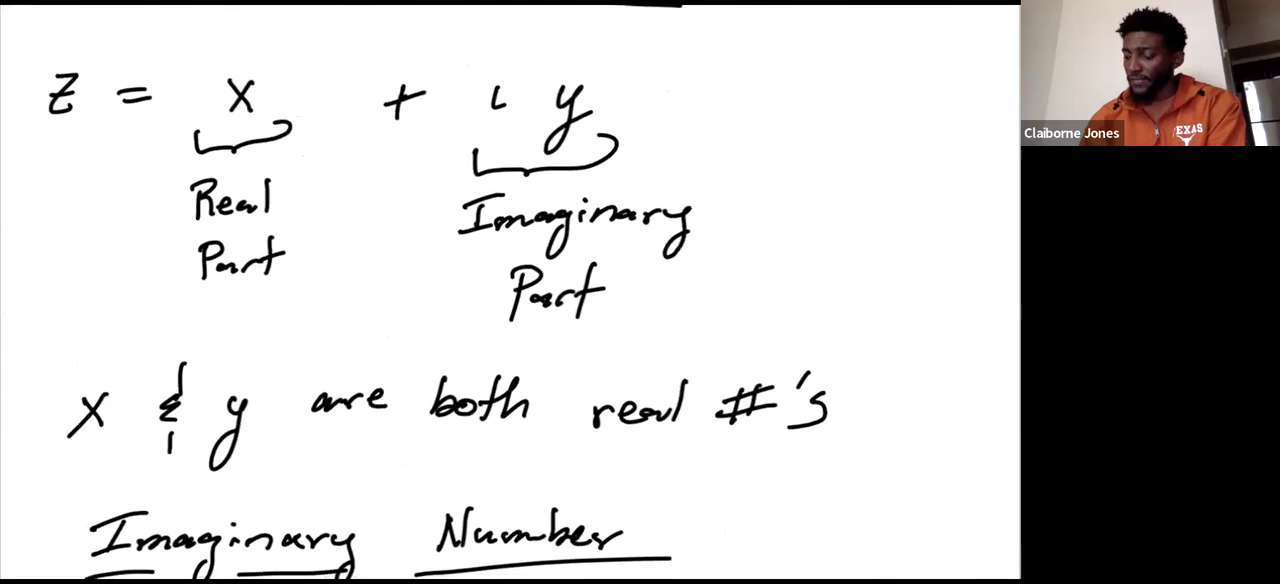 z = x + i y
Real
Part
Imaginary
Part
x & y are both real #'s
Imaginary Number
Claiborne Jones
TEXAS